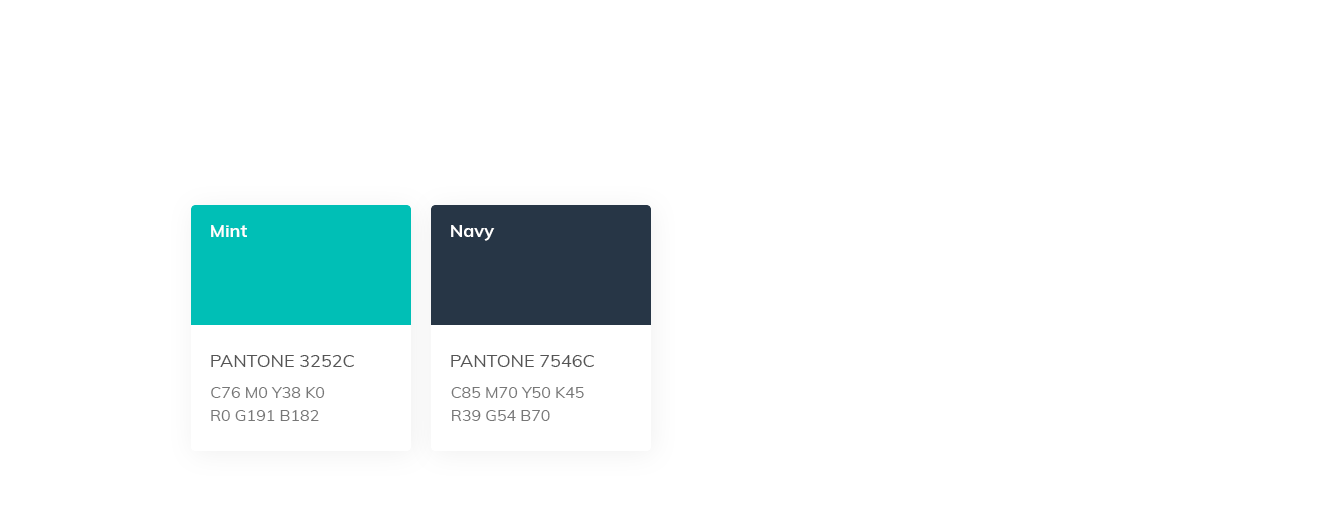 Mint
PANTONE 3252C
C76 M0 Y38 K0
R0 G191 B182
Navy
PANTONE 7546C
C85 M70 Y50 K45
R39 G54 B70